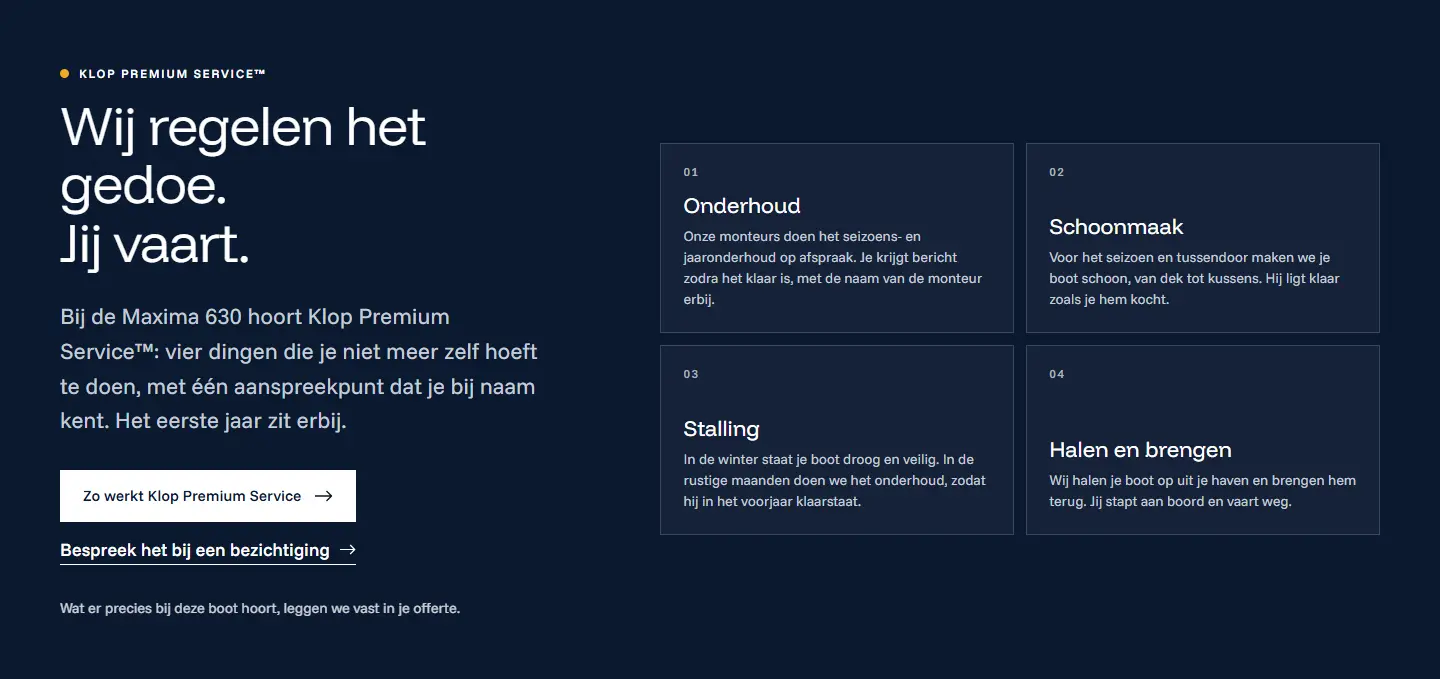 KLOP PREMIUM SERVICE™
Wij regelen het
gedoe.
Jij vaart.
Bij de Maxima 630 hoort Klop Premium
Service™: vier dingen die je niet meer zelf hoeft
te doen, met één aanspreekpunt dat je bij naam
kent. Het eerste jaar zit erbij.
Zo werkt Klop Premium Service →
Bespreek het bij een bezichtiging →
Wat er precies bij deze boot hoort, leggen we vast in je offerte.
01
Onderhoud
Onze monteurs doen het seizoens- en
jaaronderhoud op afspraak. Je krijgt bericht
zodra het klaar is, met de naam van de monteur
erbij.
02
Schoonmaak
Voor het seizoen en tussendoor maken we je
boot schoon, van dek tot kussens. Hij ligt klaar
zoals je hem kocht.
03
Stalling
In de winter staat je boot droog en veilig. In de
rustige maanden doen we het onderhoud, zodat
hij in het voorjaar klaarstaat.
04
Halen en brengen
Wij halen je boot op uit je haven en brengen hem
terug. Jij stapt aan boord en vaart weg.